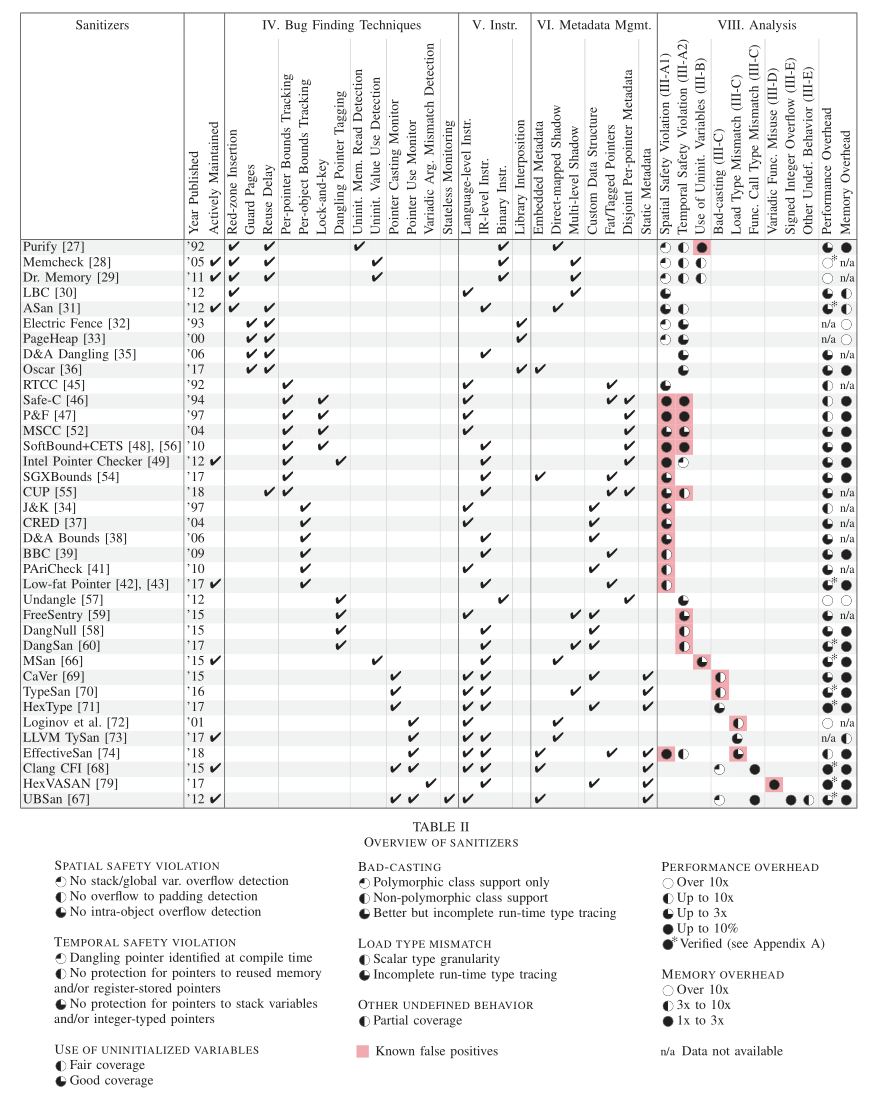 Sanitizers IV. Bug Finding Techniques V. Instr. VI. Metadata Mgmt. VIII. Analysis
Year Published
Actively Maintained
Red-zone Insertion
Guard Pages
Reuse Delay
Per-pointer Bounds Tracking
Per-object Bounds Tracking
Lock-and-key
Dangling Pointer Tagging
Uninit. Mem. Read Detection
Uninit. Value Use Detection
Pointer Casting Monitor
Pointer Use Monitor
Variadic Arg. Mismatch Detection
Stateless Monitoring
Language-level Instr.
IR-level Instr.
Binary Instr.
Library Interposition
Embedded Metadata
Direct-mapped Shadow
Multi-level Shadow
Custom Data Structure
Fat/Tagged Pointers
Disjoint Per-pointer Metadata
Static Metadata
Spatial Safety Violation (III-A1)
Temporal Safety Violation (III-A2)
Use of Uninit. Variables (III-B)
Bad-casting (III-C)
Load Type Mismatch (III-C)
Func. Call Type Mismatch (III-C)
Variadic Func. Misuse (III-D)
Signed Integer Overflow (III-E)
Other Undef. Behavior (III-E)
Performance Overhead
Memory Overhead
Purify [27] '92 ✔ ✔ ✔ ✔ ✔ ◔ ◐ ● ◕ ●
Memcheck [28] '05 ✔ ✔ ✔ ✔ ✔ ✔ ◔ ◐ ◐ ○* n/a
Dr. Memory [29] '11 ✔ ✔ ✔ ✔ ✔ ✔ ◔ ◐ ◐ ○ n/a
LBC [30] '12 ✔ ✔ ✔ ◕ ◕ ◐
ASan [31] '12 ✔ ✔ ✔ ✔ ✔ ◕ ◐ ◕* ◐
Electric Fence [32] '93 ✔ ✔ ✔ ◔ ◕ n/a ○
PageHeap [33] '00 ✔ ✔ ✔ ◔ ◕ n/a ○
D&A Dangling [35] '06 ✔ ✔ ✔ ◕ ◕ n/a
Oscar [36] '17 ✔ ✔ ✔ ✔ ◕ ◕ ●
RTCC [45] '92 ✔ ✔ ✔ ◕ ◐ n/a
Safe-C [46] '94 ✔ ✔ ✔ ✔ ✔ ● ● ◐ ●
P&F [47] '97 ✔ ✔ ✔ ✔ ● ● ◐ ●
MSCC [52] '04 ✔ ✔ ✔ ✔ ◕ ◕ ◕ ●
SoftBound+CETS [48], [56] '10 ✔ ✔ ✔ ✔ ● ● ◕ ●
Intel Pointer Checker [49] '12 ✔ ✔ ✔ ✔ ✔ ● ◔ ◕ ●
SGXBounds [54] '17 ✔ ✔ ✔ ✔ ◕ ◕ ●
CUP [55] '18 ✔ ✔ ✔ ✔ ✔ ◕ ◐ ◕ n/a
J&K [34] '97 ✔ ✔ ✔ ◕ ◐ n/a
CRED [37] '04 ✔ ✔ ✔ ◕ ◕ n/a
D&A Bounds [38] '06 ✔ ✔ ✔ ◕ ◕ n/a
BBC [39] '09 ✔ ✔ ✔ ◐ ◕ ●
PAriCheck [41] '10 ✔ ✔ ✔ ◐ ◕ n/a
Low-fat Pointer [42], [43] '17 ✔ ✔ ✔ ✔ ◐ ◕* ●
Undangle [57] '12 ✔ ✔ ✔ ◕ ○ ○
FreeSentry [59] '15 ✔ ✔ ✔ ✔ ◕ ◕ n/a
DangNull [58] '15 ✔ ✔ ✔ ◐ ◕ ●
DangSan [60] '17 ✔ ✔ ✔ ✔ ◐ ◕* ●
MSan [66] '15 ✔ ✔ ✔ ✔ ◕ ◕* ●
CaVer [69] '15 ✔ ✔ ✔ ✔ ✔ ◐ ◕ ●
TypeSan [70] '16 ✔ ✔ ✔ ✔ ✔ ◐ ◕* ●
HexType [71] '17 ✔ ✔ ✔ ✔ ✔ ◕ ●* ●
Loginov et al. [72] '01 ✔ ✔ ✔ ◐ ○ n/a
LLVM TySan [73] '17 ✔ ✔ ✔ ✔ ✔ ◕ n/a ◐
EffectiveSan [74] '18 ✔ ✔ ✔ ✔ ✔ ✔ ● ◐ ◕ ◐ ●
Clang CFI [68] '15 ✔ ✔ ✔ ✔ ✔ ✔ ✔ ◔ ● ●* ●
HexVASAN [79] '17 ✔ ✔ ✔ ✔ ● ●* ●
UBSan [67] '12 ✔ ✔ ✔ ✔ ✔ ✔ ✔ ◔ ● ● ◐ ◕* ●
TABLE II
OVERVIEW OF SANITIZERS
SPATIAL SAFETY VIOLATION
◔ No stack/global var. overflow detection
◐ No overflow to padding detection
◕ No intra-object overflow detection
TEMPORAL SAFETY VIOLATION
◔ Dangling pointer identified at compile time
◐ No protection for pointers to reused memory
and/or register-stored pointers
◕ No protection for pointers to stack variables
and/or integer-typed pointers
USE OF UNINITIALIZED VARIABLES
◐ Fair coverage
◕ Good coverage
BAD-CASTING
◔ Polymorphic class support only
◐ Non-polymorphic class support
◕ Better but incomplete run-time type tracing
LOAD TYPE MISMATCH
◐ Scalar type granularity
◕ Incomplete run-time type tracing
OTHER UNDEFINED BEHAVIOR
◐ Partial coverage
Known false positives
PERFORMANCE OVERHEAD
○ Over 10x
◐ Up to 10x
◕ Up to 3x
● Up to 10%
●* Verified (see Appendix A)
MEMORY OVERHEAD
○ Over 10x
◐ 3x to 10x
● 1x to 3x
n/a Data not available